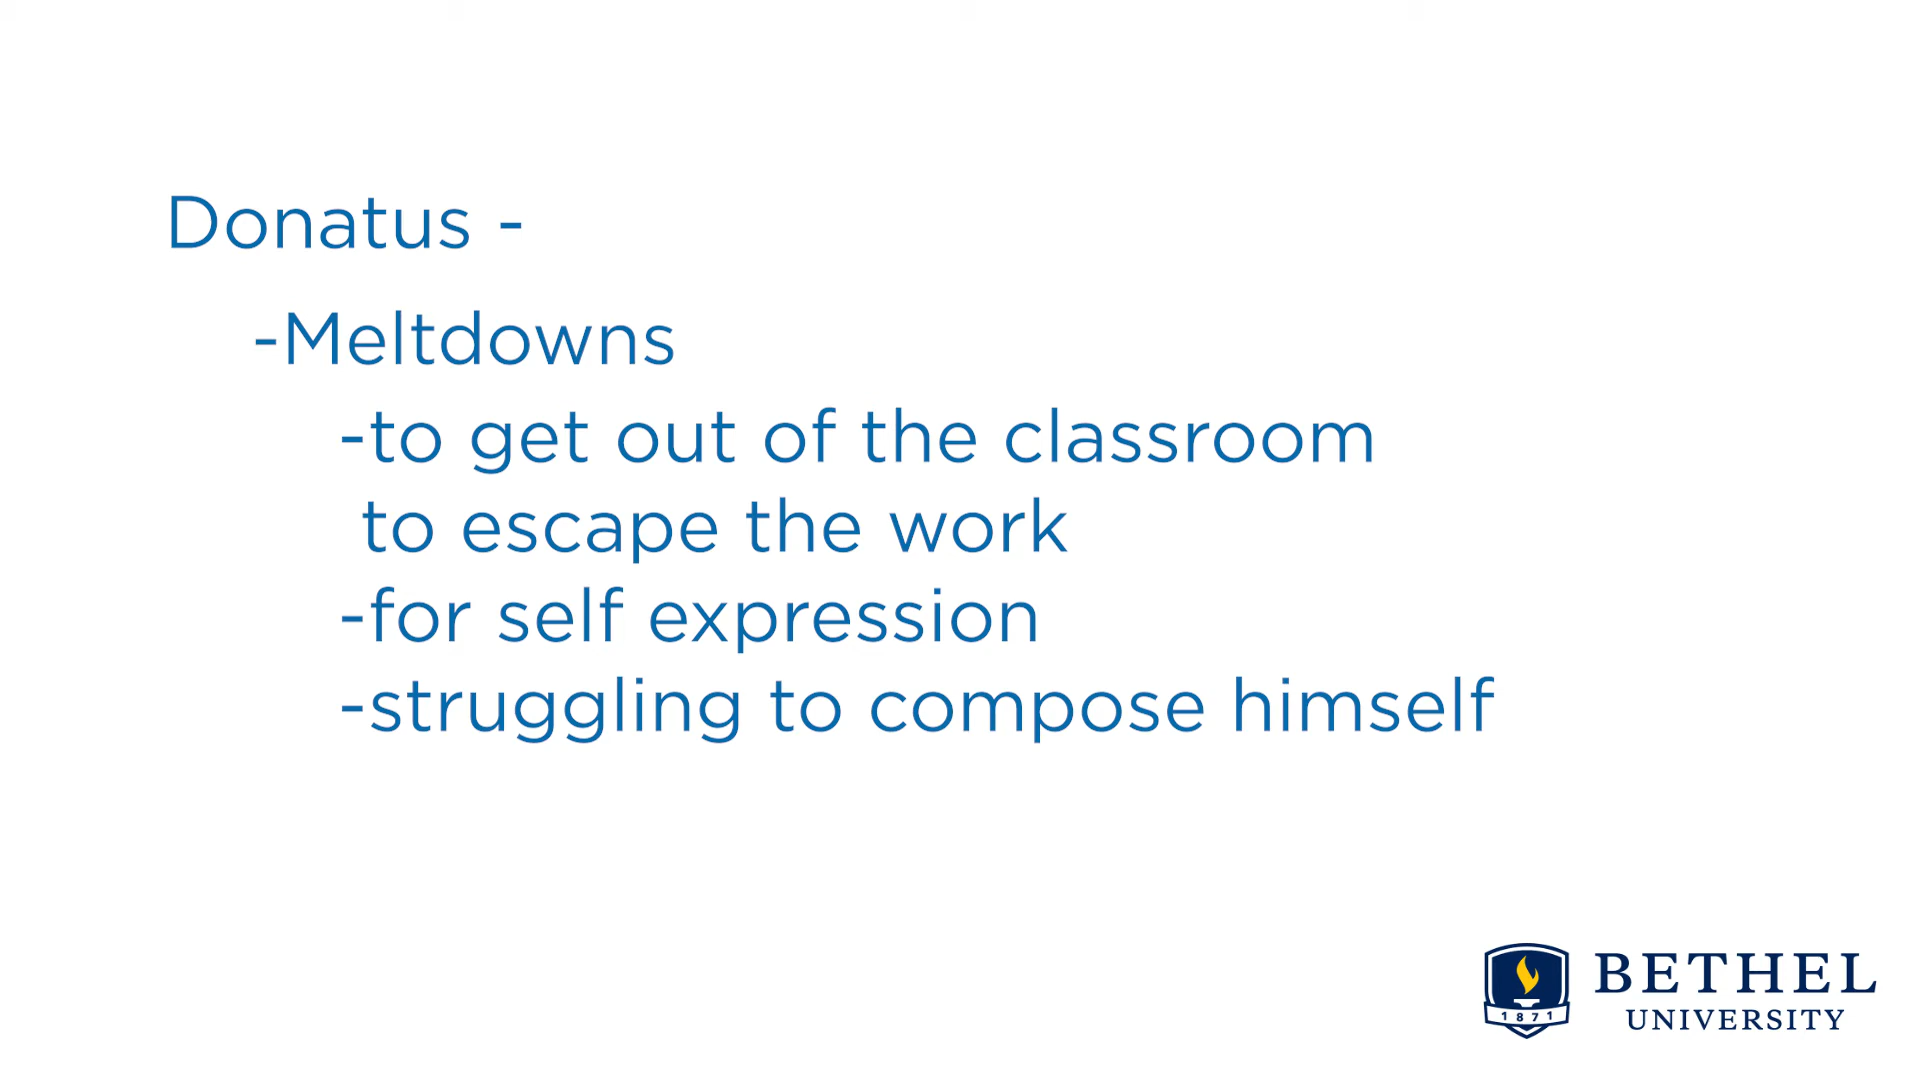 Donatus -
-Meltdowns
-to get out of the classroom
to escape the work
-for self expression
-struggling to compose himself
1871
BETHEL
UNIVERSITY